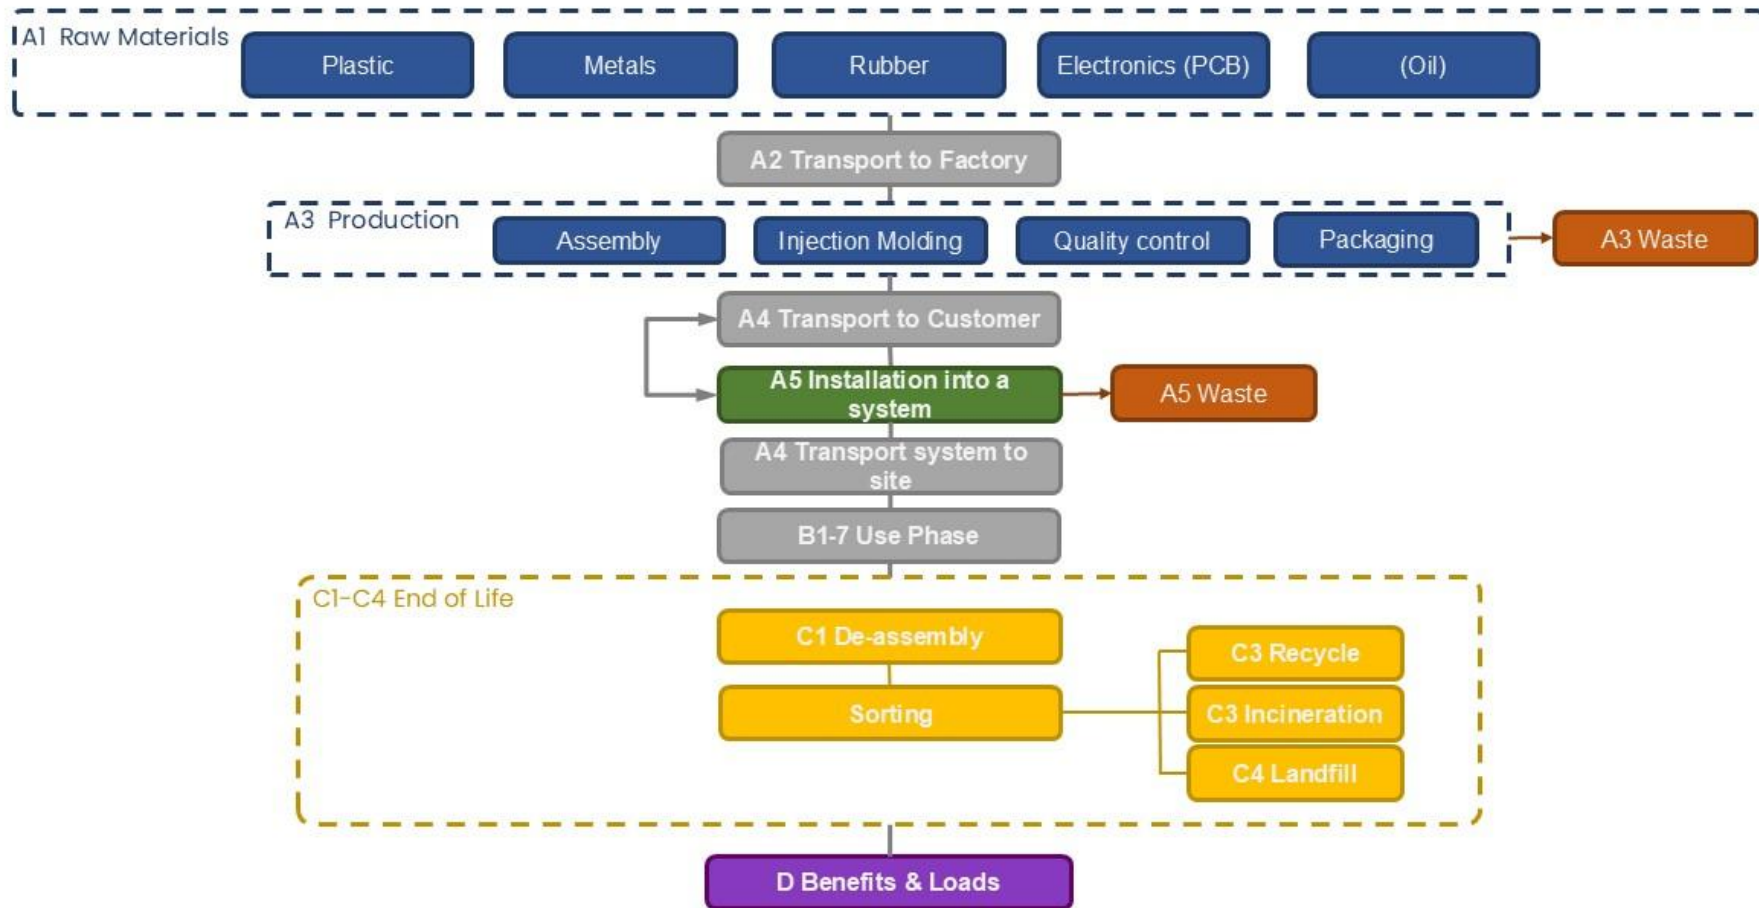 A1 Raw Materials
Plastic
Metals
Rubber
Electronics (PCB)
(Oil)
A2 Transport to Factory
A3 Production
Assembly
Injection Molding
Quality control
Packaging
A3 Waste
A4 Transport to Customer
A5 Installation into a
system
A5 Waste
A4 Transport system to
site
B1-7 Use Phase
C1-C4 End of Life
C1 De-assembly
C3 Recycle
Sorting
C3 Incineration
C4 Landfill
D Benefits & Loads